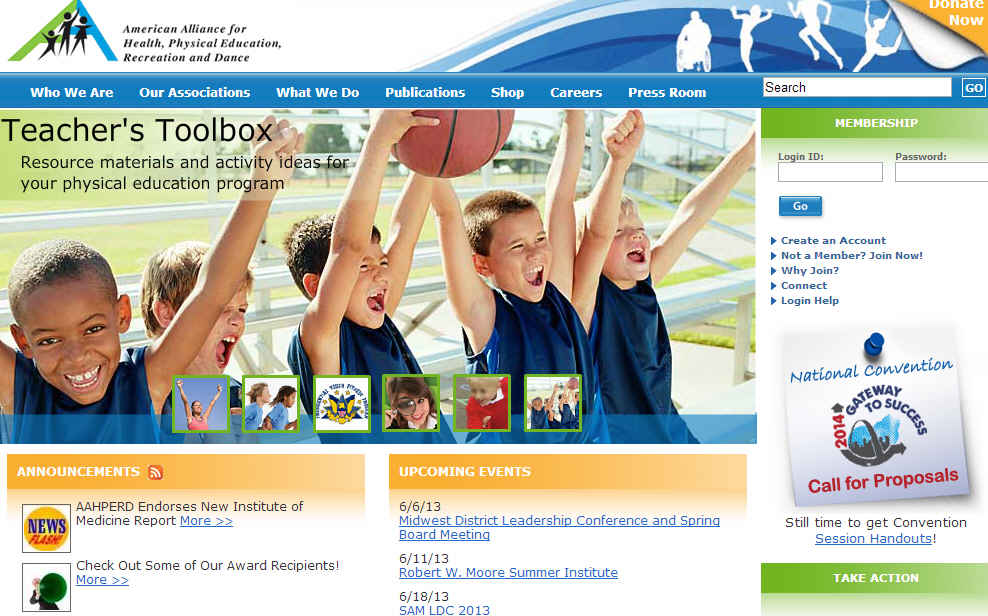 American Alliance for
Health, Physical Education,
Recreation and Dance
Donate
Now
Who We Are Our Associations What We Do Publications Shop Careers Press Room
Search GO
Teacher's Toolbox
Resource materials and activity ideas for
your physical education program
MEMBERSHIP
Login ID: Password:
Go
Create an Account
Not a Member? Join Now!
Why Join?
Connect
Login Help
National Convention
2014 GATEWAY
TO SUCCESS
Call for Proposals
Still time to get Convention
Session Handouts!
TAKE ACTION
ANNOUNCEMENTS
NEWS
FLASH!
AAHPERD Endorses New Institute of
Medicine Report More >>
Check Out Some of Our Award Recipients!
More >>
UPCOMING EVENTS
6/6/13
Midwest District Leadership Conference and Spring
Board Meeting
6/11/13
Robert W. Moore Summer Institute
6/18/13
SAM LDC 2013